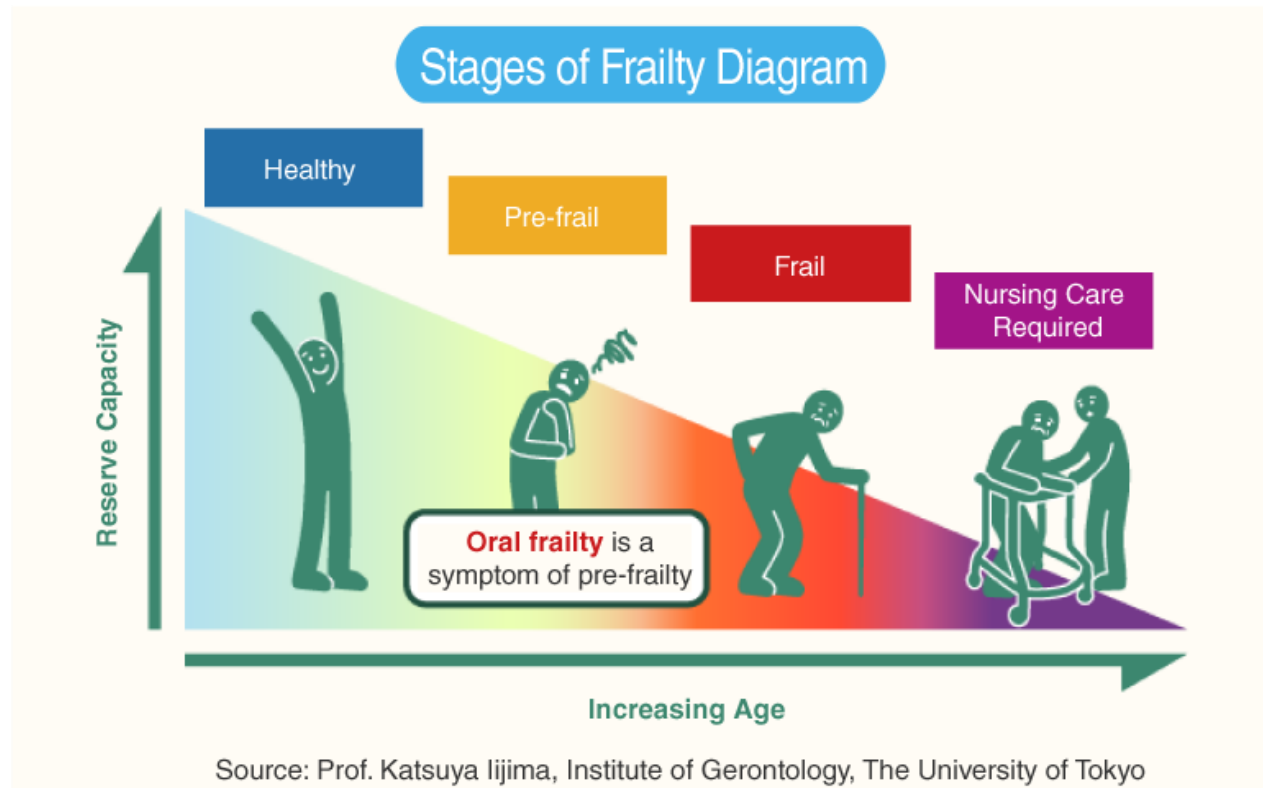 Stages of Frailty Diagram
Healthy
Pre-frail
Frail
Nursing Care
Required
Reserve Capacity
Oral frailty is a
symptom of pre-frailty
Increasing Age
Source: Prof. Katsuya Iijima, Institute of Gerontology, The University of Tokyo